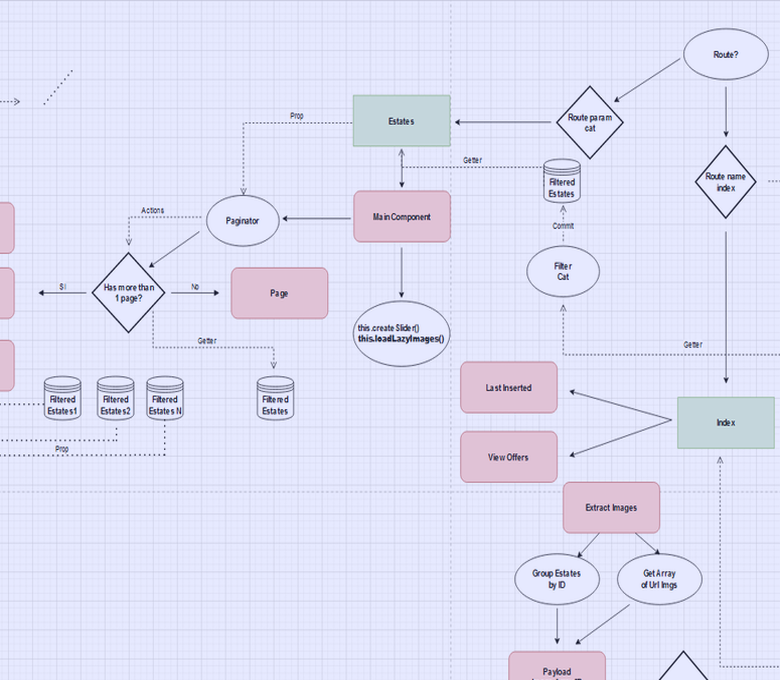 Route?
Prop
Estates
Route param
cat
Getter
Route name
index
Filtered
Estates
Actions
Paginator
Main Component
Commit
Filter
Cat
SI
Has more than
1 page?
No
Page
this.create Slider()
this.loadLazyImages()
Getter
Getter
Filtered
Estates1
Filtered
Estates2
Filtered
Estates N
Filtered
Estates
Last Inserted
Index
Prop
View Offers
Extract Images
Group Estates
by ID
Get Array
of Url Imgs
Payload